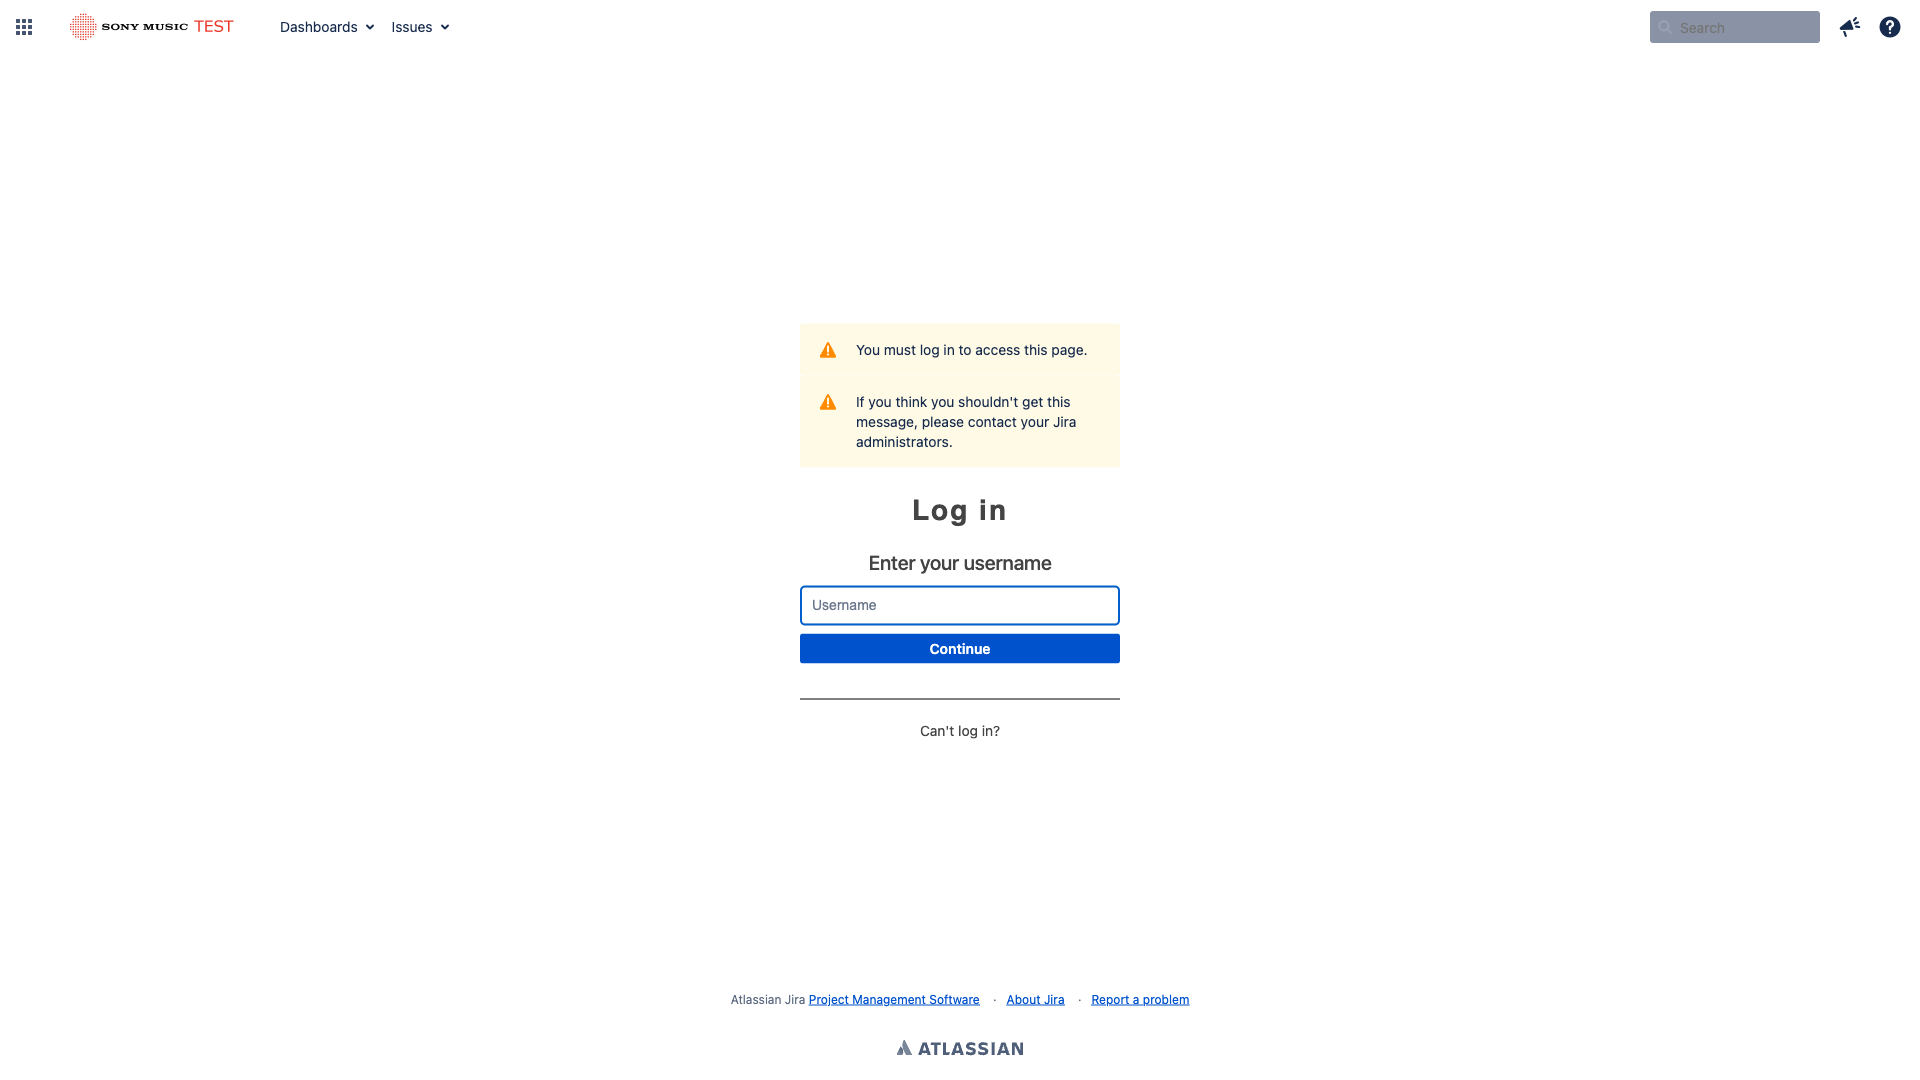 SONY MUSIC TEST
Dashboards
Issues
Search
You must log in to access this page.
If you think you shouldn't get this
message, please contact your Jira
administrators.
Log in
Enter your username
Username
Continue
Can't log in?
Atlassian Jira Project Management Software · About Jira · Report a problem
ATLASSIAN